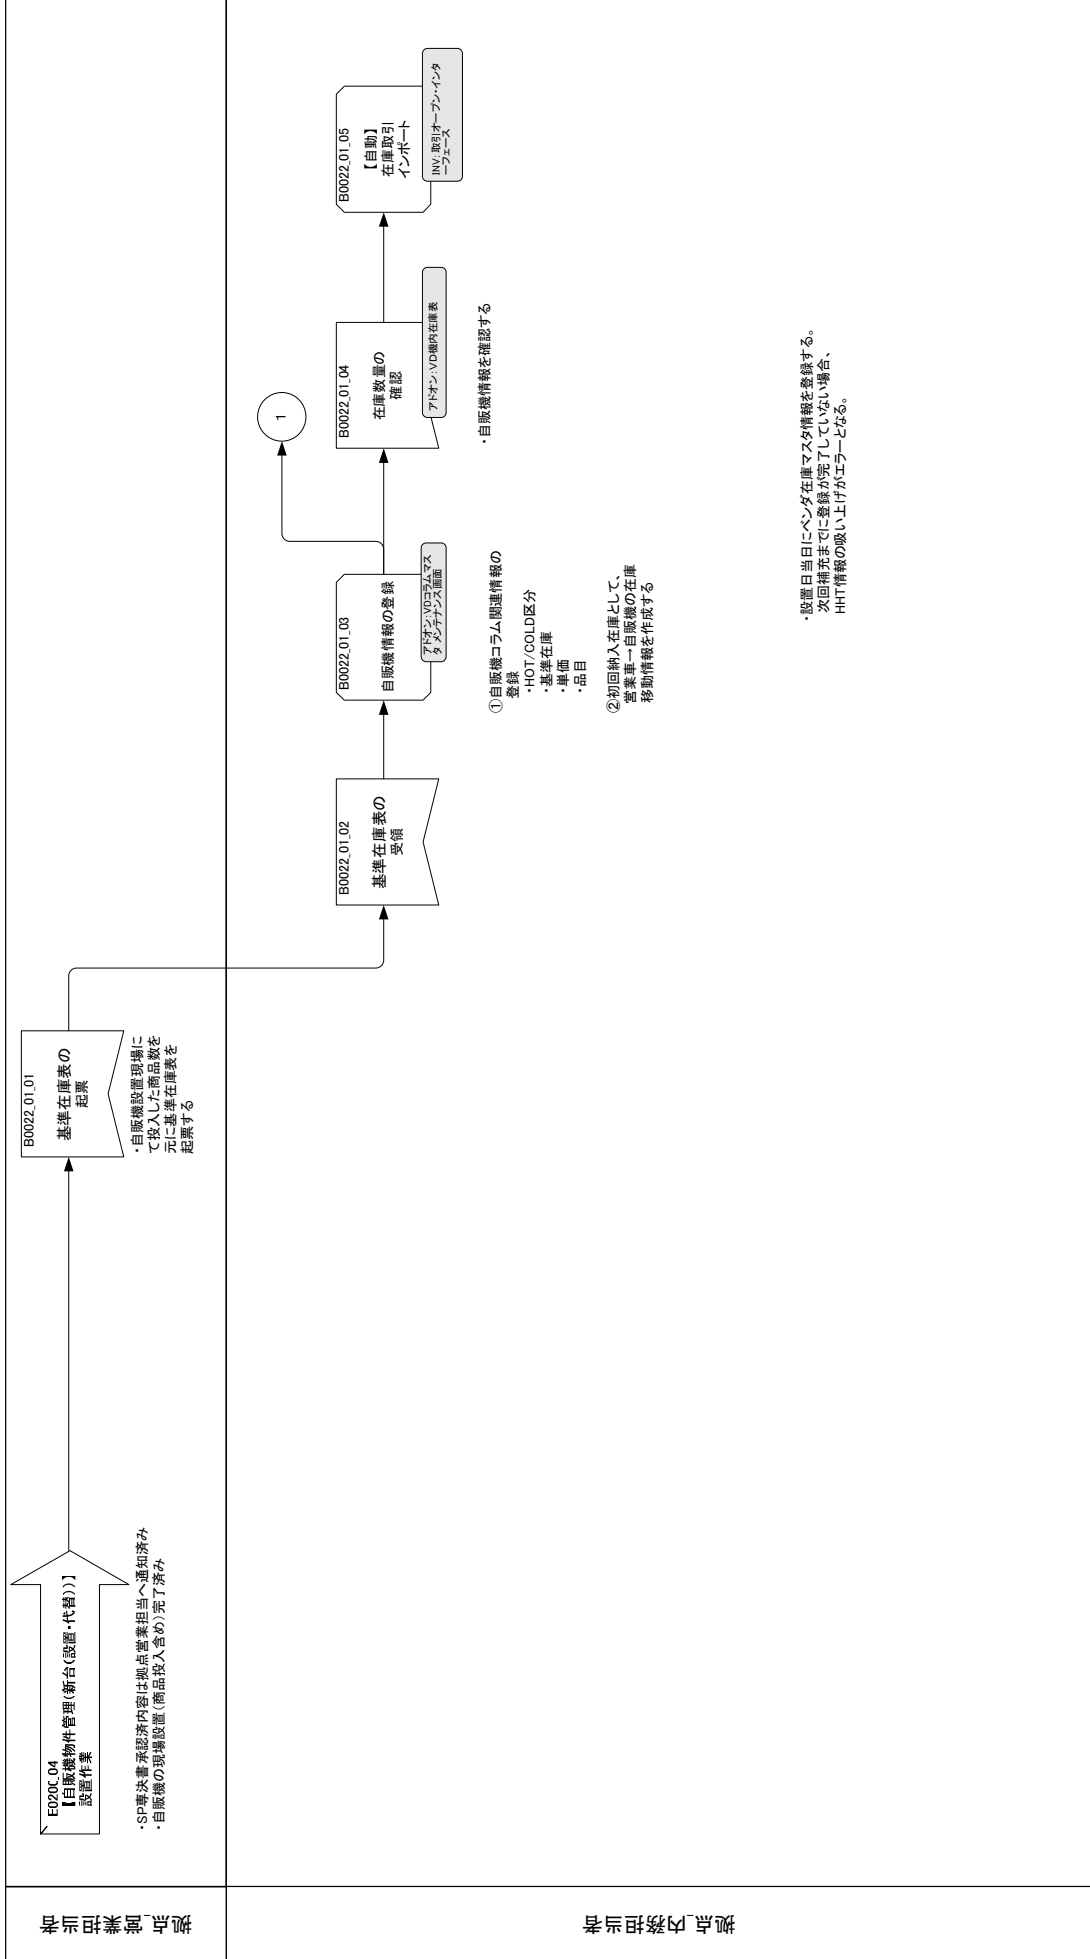 拠点_営業担当者
E020C_04
【自販機物件管理(新台(設置・代替))】
設置作業
・SP専決書承認済内容は拠点営業担当へ通知済み
・自販機の現場設置(商品投入含め)完了済み
B0022_01_01
基準在庫表の
起票
・自販機設置現場に
て投入した商品数を
元に基準在庫表を
起票する
拠点_内務担当者
B0022_01_02
基準在庫表の
受領
B0022_01_03
自販機情報の登録
アドオン:VDコラムマス
タメンテナンス画面
①自販機コラム関連情報の
登録
・HOT/COLD区分
・基準在庫
・単価
・品目
②初回納入在庫として、
営業車→自販機の在庫
移動情報を作成する
1
B0022_01_04
在庫数量の
確認
アドオン:VD機内在庫表
・自販機情報を確認する
B0022_01_05
【自動】
在庫取引
インポート
INV:取引オープン・インタ
ーフェース
・設置日当日にベンダ在庫マスタ情報を登録する。
次回補充までに登録が完了していない場合、
HHT情報の吸い上げがエラーとなる。